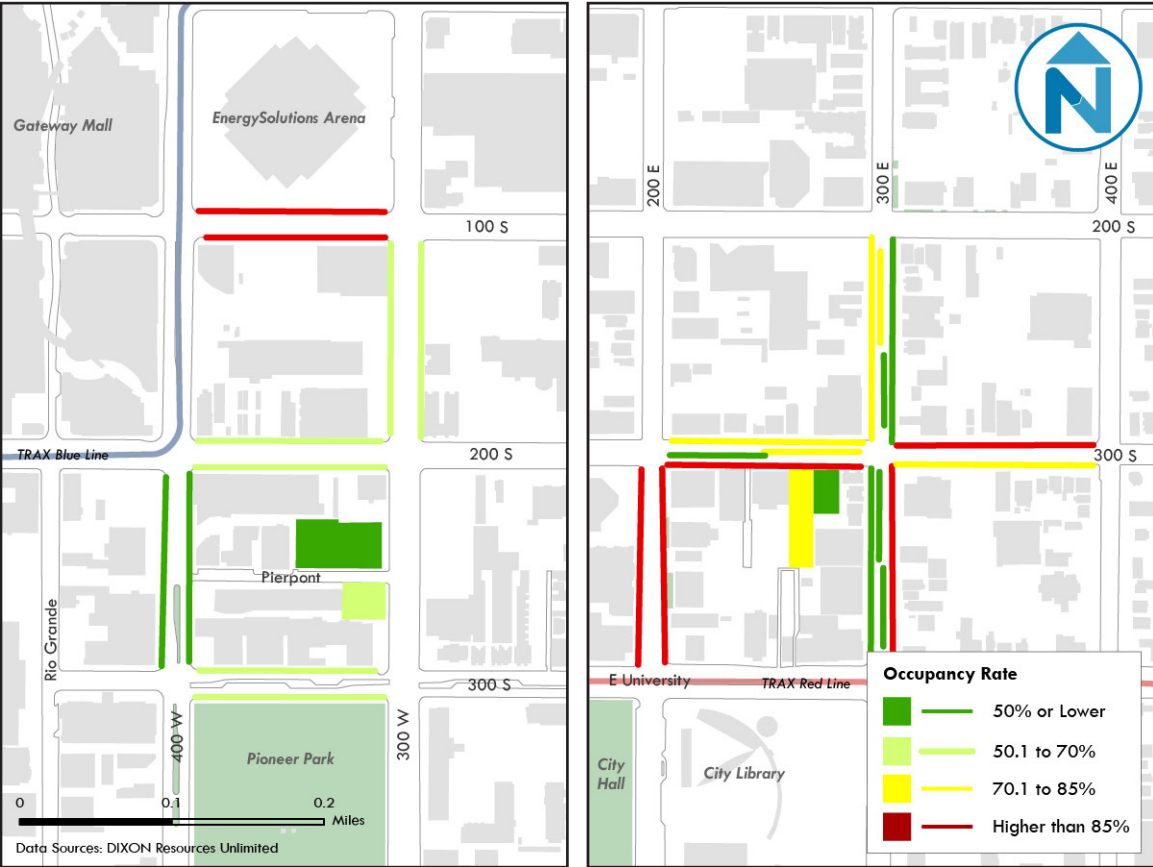 Gateway Mall
EnergySolutions Arena
100 S
TRAX Blue Line
200 S
Pierpont
Rio Grande
300 S
400 W
300 W
Pioneer Park
0 0.1 0.2
Miles
Data Sources: DIXON Resources Unlimited
N
200 E
300 E
400 E
200 S
300 S
E University
TRAX Red Line
City
Hall
City Library
Occupancy Rate
50% or Lower
50.1 to 70%
70.1 to 85%
Higher than 85%